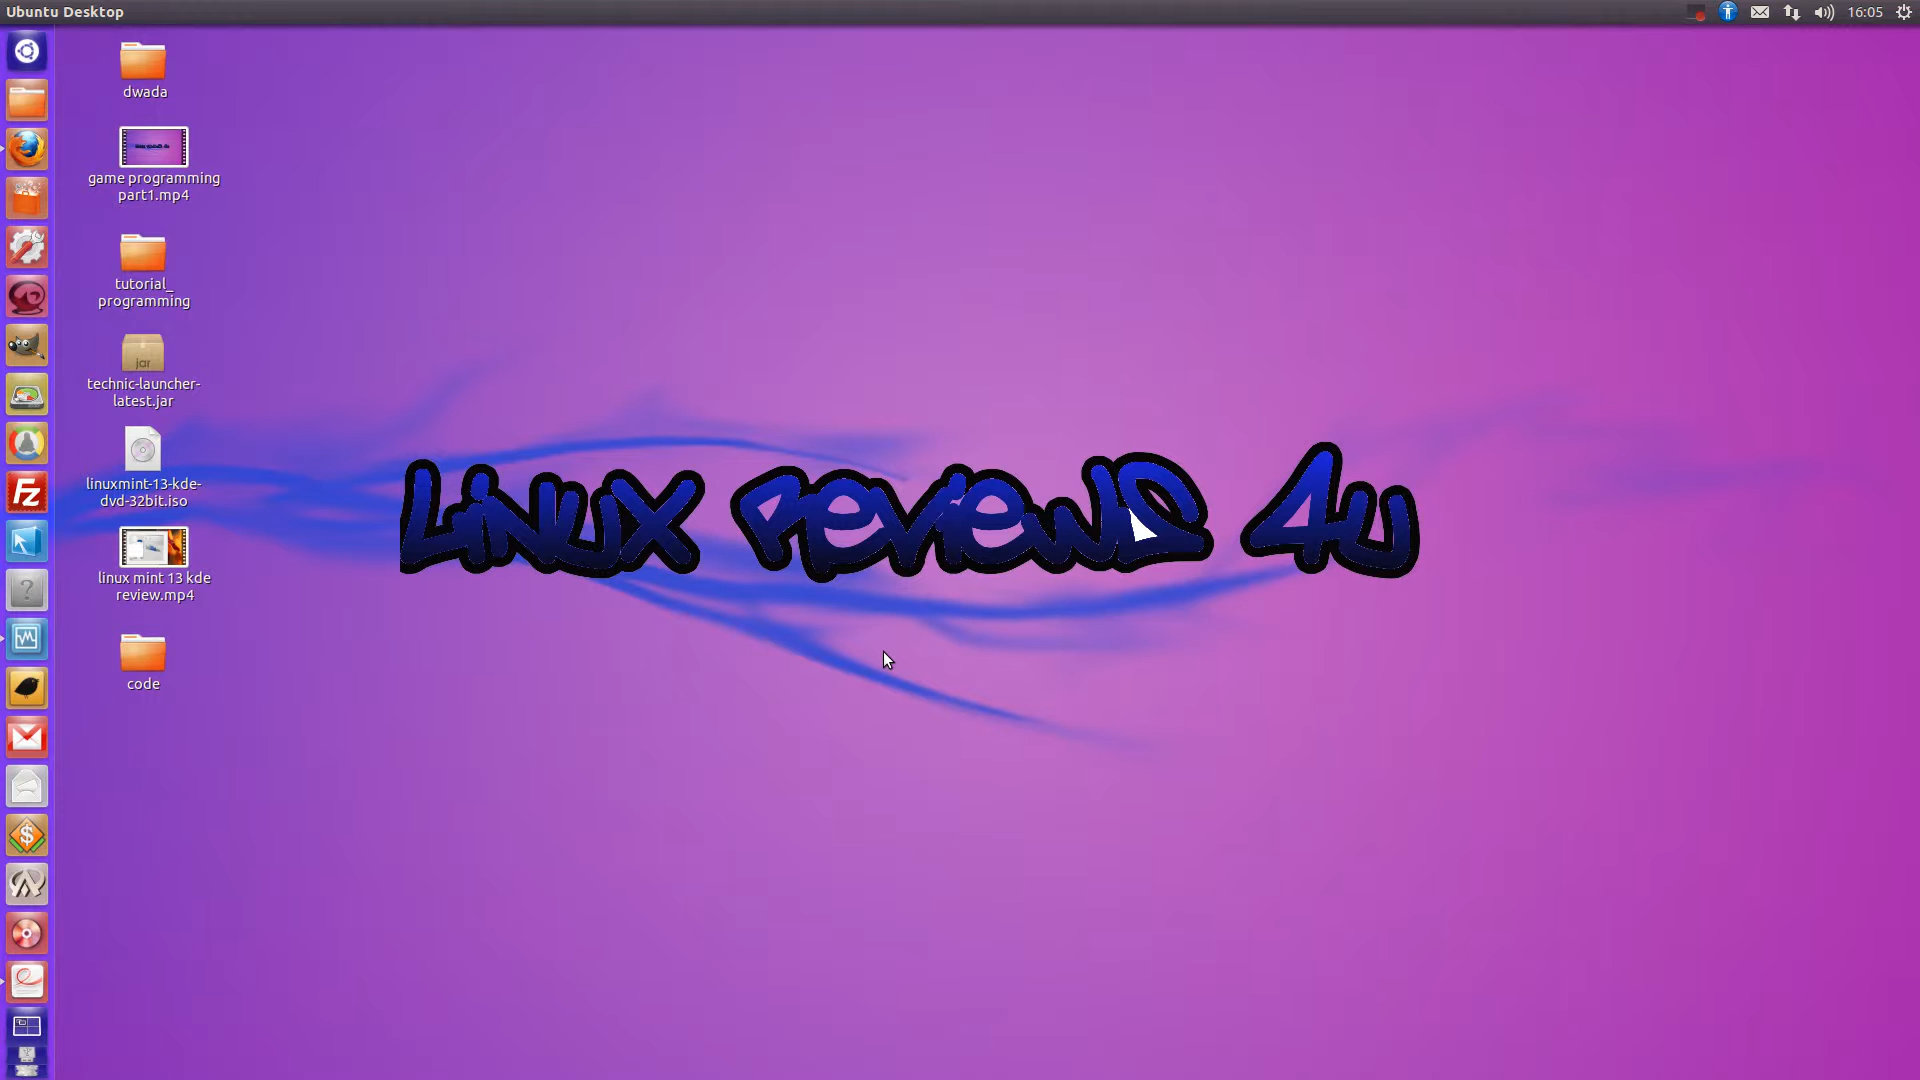 Ubuntu Desktop
16:05
dwada
game programming
part1.mp4
tutorial_
programming
jar
technic-launcher-
latest.jar
linuxmint-13-kde-
dvd-32bit.iso
linux mint 13 kde
review.mp4
code
Linux Reviews 4U
Fz
?
$